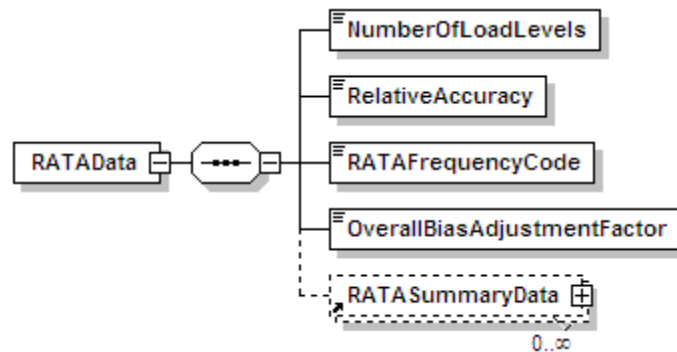 NumberOfLoadLevels
RelativeAccuracy
RATAData
RATAFrequencyCode
OverallBiasAdjustmentFactor
RATASummaryData
0..∞